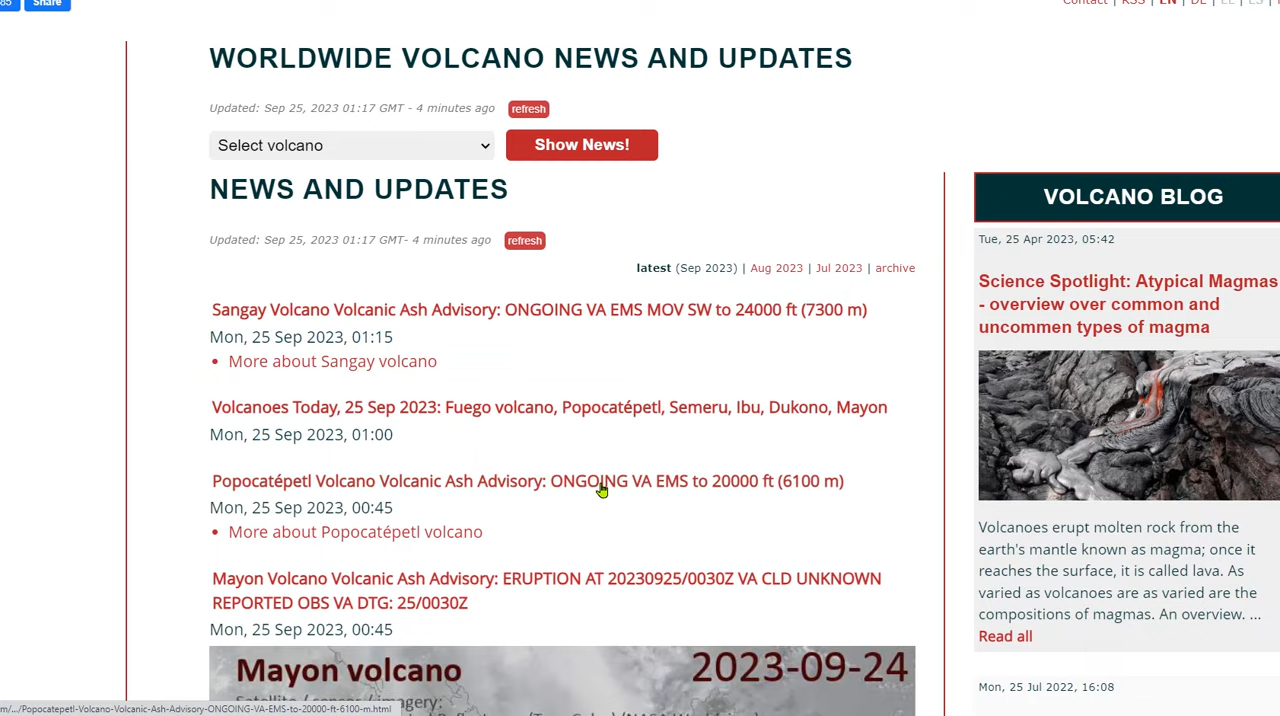 85 Share
Contact | RSS | EN | DE | EL | ES |
WORLDWIDE VOLCANO NEWS AND UPDATES
Updated: Sep 25, 2023 01:17 GMT - 4 minutes ago refresh
Select volcano Show News!
NEWS AND UPDATES
Updated: Sep 25, 2023 01:17 GMT- 4 minutes ago refresh
latest (Sep 2023) | Aug 2023 | Jul 2023 | archive
Sangay Volcano Volcanic Ash Advisory: ONGOING VA EMS MOV SW to 24000 ft (7300 m)
Mon, 25 Sep 2023, 01:15
• More about Sangay volcano
Volcanoes Today, 25 Sep 2023: Fuego volcano, Popocatépetl, Semeru, Ibu, Dukono, Mayon
Mon, 25 Sep 2023, 01:00
Popocatépetl Volcano Volcanic Ash Advisory: ONGOING VA EMS to 20000 ft (6100 m)
Mon, 25 Sep 2023, 00:45
• More about Popocatépetl volcano
Mayon Volcano Volcanic Ash Advisory: ERUPTION AT 20230925/0030Z VA CLD UNKNOWN
REPORTED OBS VA DTG: 25/0030Z
Mon, 25 Sep 2023, 00:45
Mayon volcano 2023-09-24
Satellite / sensor / imagery:
VOLCANO BLOG
Tue, 25 Apr 2023, 05:42
Science Spotlight: Atypical Magmas
- overview over common and
uncommen types of magma
Volcanoes erupt molten rock from the
earth's mantle known as magma; once it
reaches the surface, it is called lava. As
varied as volcanoes are as varied are the
compositions of magmas. An overview. ...
Read all
Mon, 25 Jul 2022, 16:08
m/.../Popocatepetl-Volcano-Volcanic-Ash-Advisory-ONGOING-VA-EMS-to-20000-ft-6100-m.html